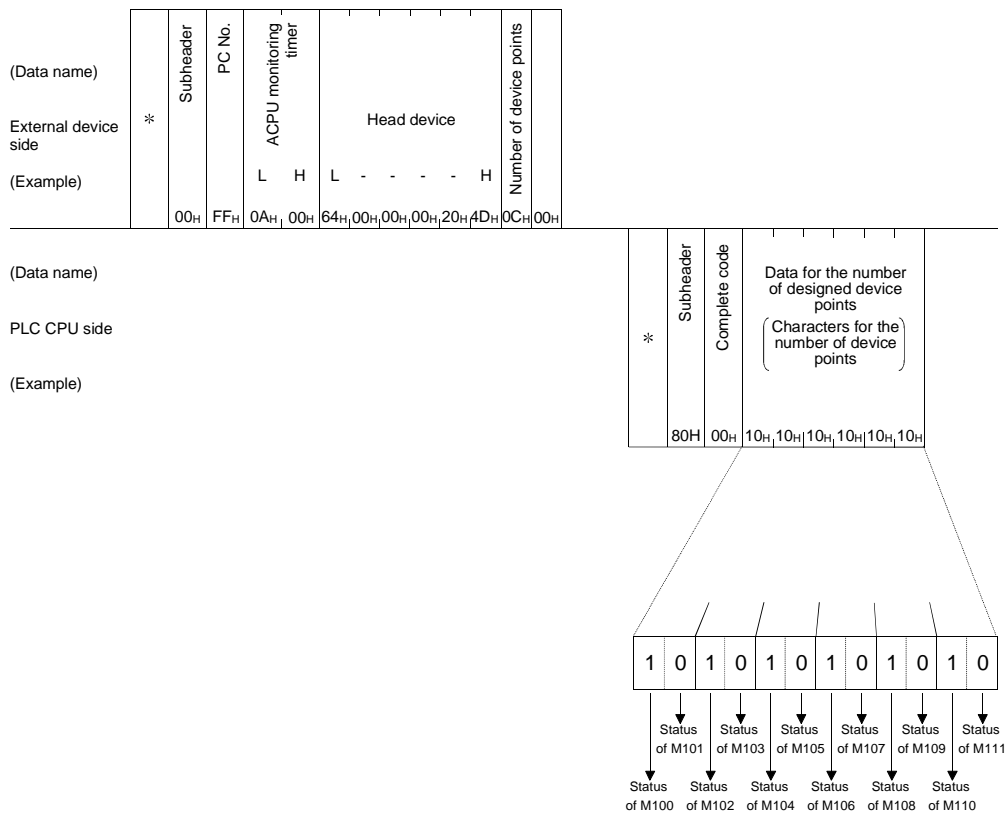 (Data name)
External device
side
(Example)
*
Subheader
PC No.
ACPU monitoring
timer
L H
Head device
L - - - - H
Number of device points
00H FFH 0AH 00H 64H 00H 00H 00H 20H 4DH 0CH 00H
(Data name)
PLC CPU side
(Example)
*
Subheader
Complete code
Data for the number
of designed device
points
Characters for the
number of device
points
80H 00H 10H 10H 10H 10H 10H 10H
1 0 1 0 1 0 1 0 1 0 1 0
Status Status Status Status Status Status
of M101 of M103 of M105 of M107 of M109 of M111
Status Status Status Status Status Status
of M100 of M102 of M104 of M106 of M108 of M110